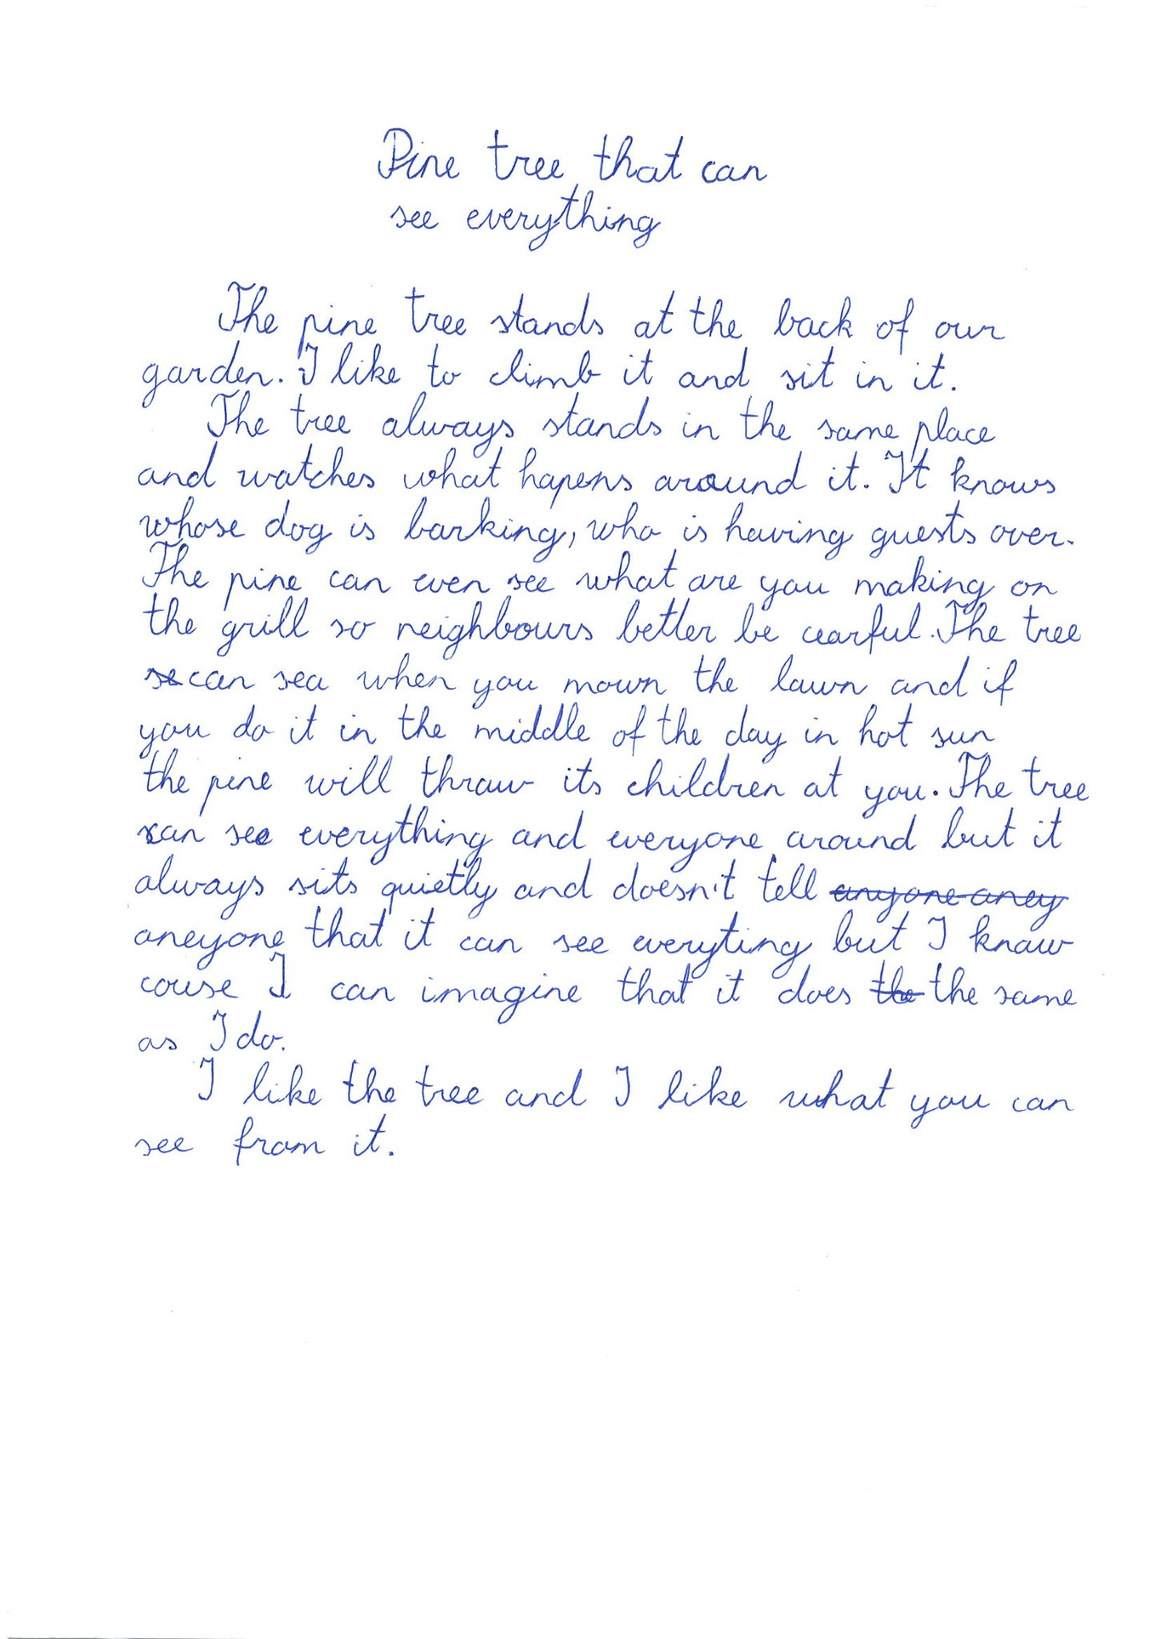 Pine tree that can
see everything
The pine tree stands at the back of our
garden. I like to climb it and sit in it.
The tree always stands in the same place
and watches what hapens around it. It knows
whose dog is barking, who is having guests over.
The pine can even see what are you making on
the grill so neighbours better be cearful. The tree
se can sea when you mown the lawn and if
you do it in the middle of the day in hot sun
the pine will thraw its children at you. The tree
can see everything and everyone around but it
always sits quietly and doesn't tell anyone aney
aneyone that it can see everyting but I knaw
couse I can imagine that it does the the same
as I do.
I like the tree and I like what you can
see from it.